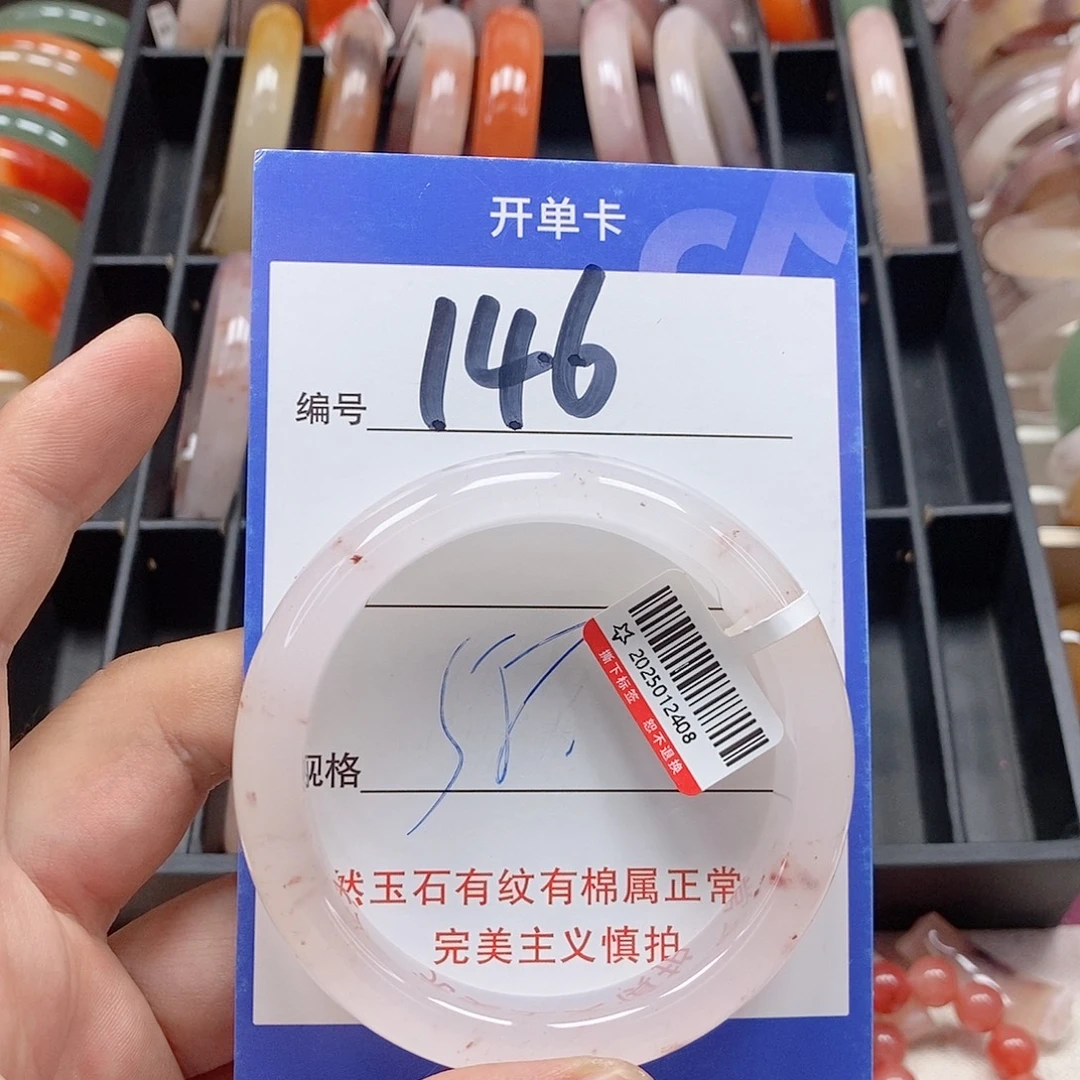 开单卡
编号 146
规格 58.
☆ 2025012408
撕下标签 恕不退换
然玉石有纹有棉属正常
完美主义慎拍